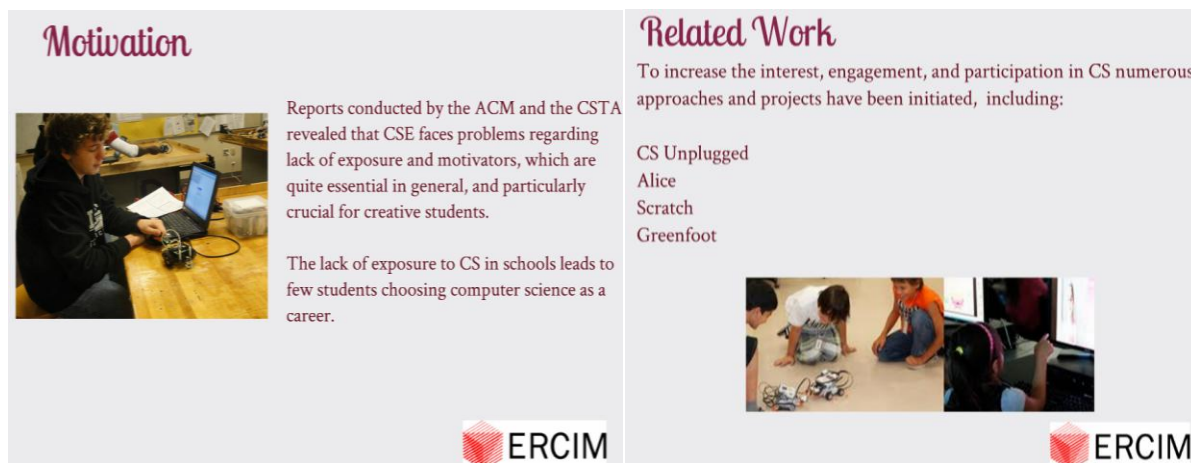 Motivation
Reports conducted by the ACM and the CSTA
revealed that CSE faces problems regarding
lack of exposure and motivators, which are
quite essential in general, and particularly
crucial for creative students.
The lack of exposure to CS in schools leads to
few students choosing computer science as a
career.
ERCIM
Related Work
To increase the interest, engagement, and participation in CS numerous
approaches and projects have been initiated, including:
CS Unplugged
Alice
Scratch
Greenfoot
ERCIM